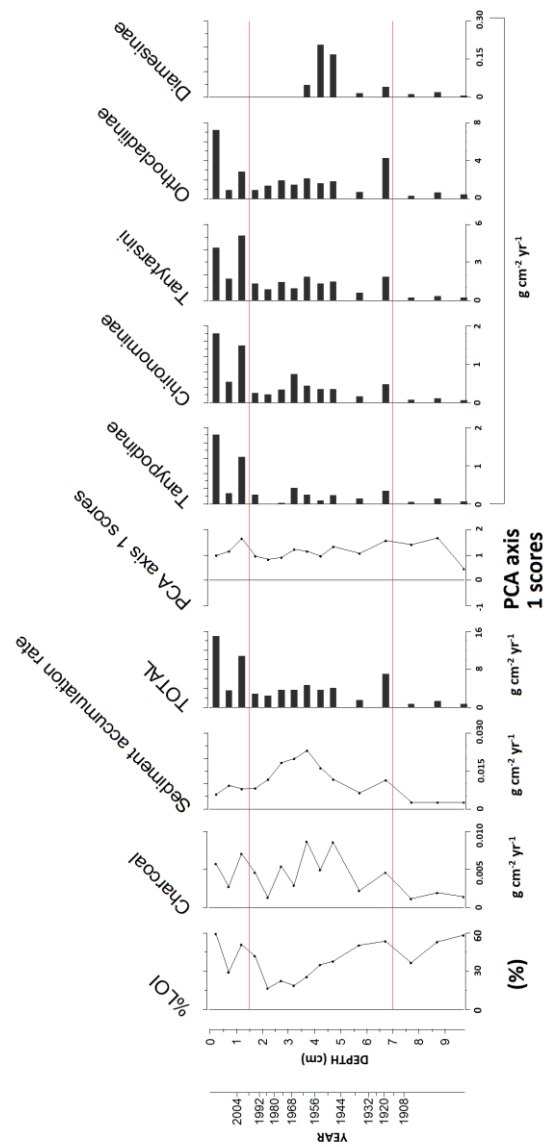 %LOI
Charcoal
Sediment accumulation rate
TOTAL
PCA axis 1 scores
Tanypodinae
Chironominae
Tanytarsini
Orthocladiinae
Diamesinae
YEAR
2004
1992
1980
1968
1956
1944
1932
1920
1908
DEPTH (cm)
0
1
2
3
4
5
6
7
8
9
0 30 60
0 0.005 0.010
0 0.015 0.030
0 8 16
-1 0 1 2
0 1 2
0 1 2
0 3 6
0 4 8
0 0.15 0.30
(%)
g cm-2 yr-1
g cm-2 yr-1
g cm-2 yr-1
PCA axis
1 scores
g cm-2 yr-1